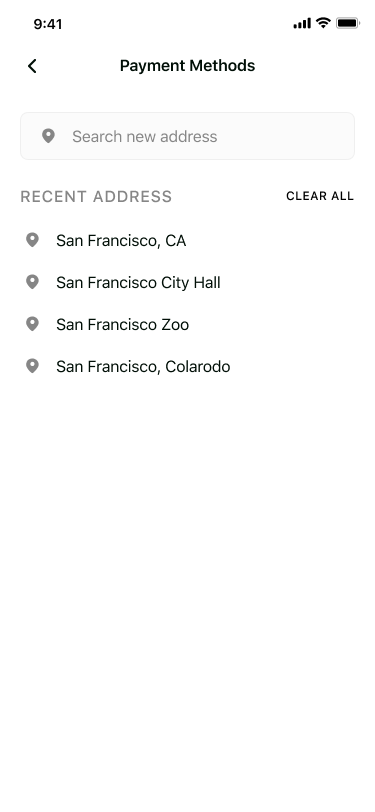 9:41
Payment Methods
Search new address
RECENT ADDRESS CLEAR ALL
San Francisco, CA
San Francisco City Hall
San Francisco Zoo
San Francisco, Colarodo